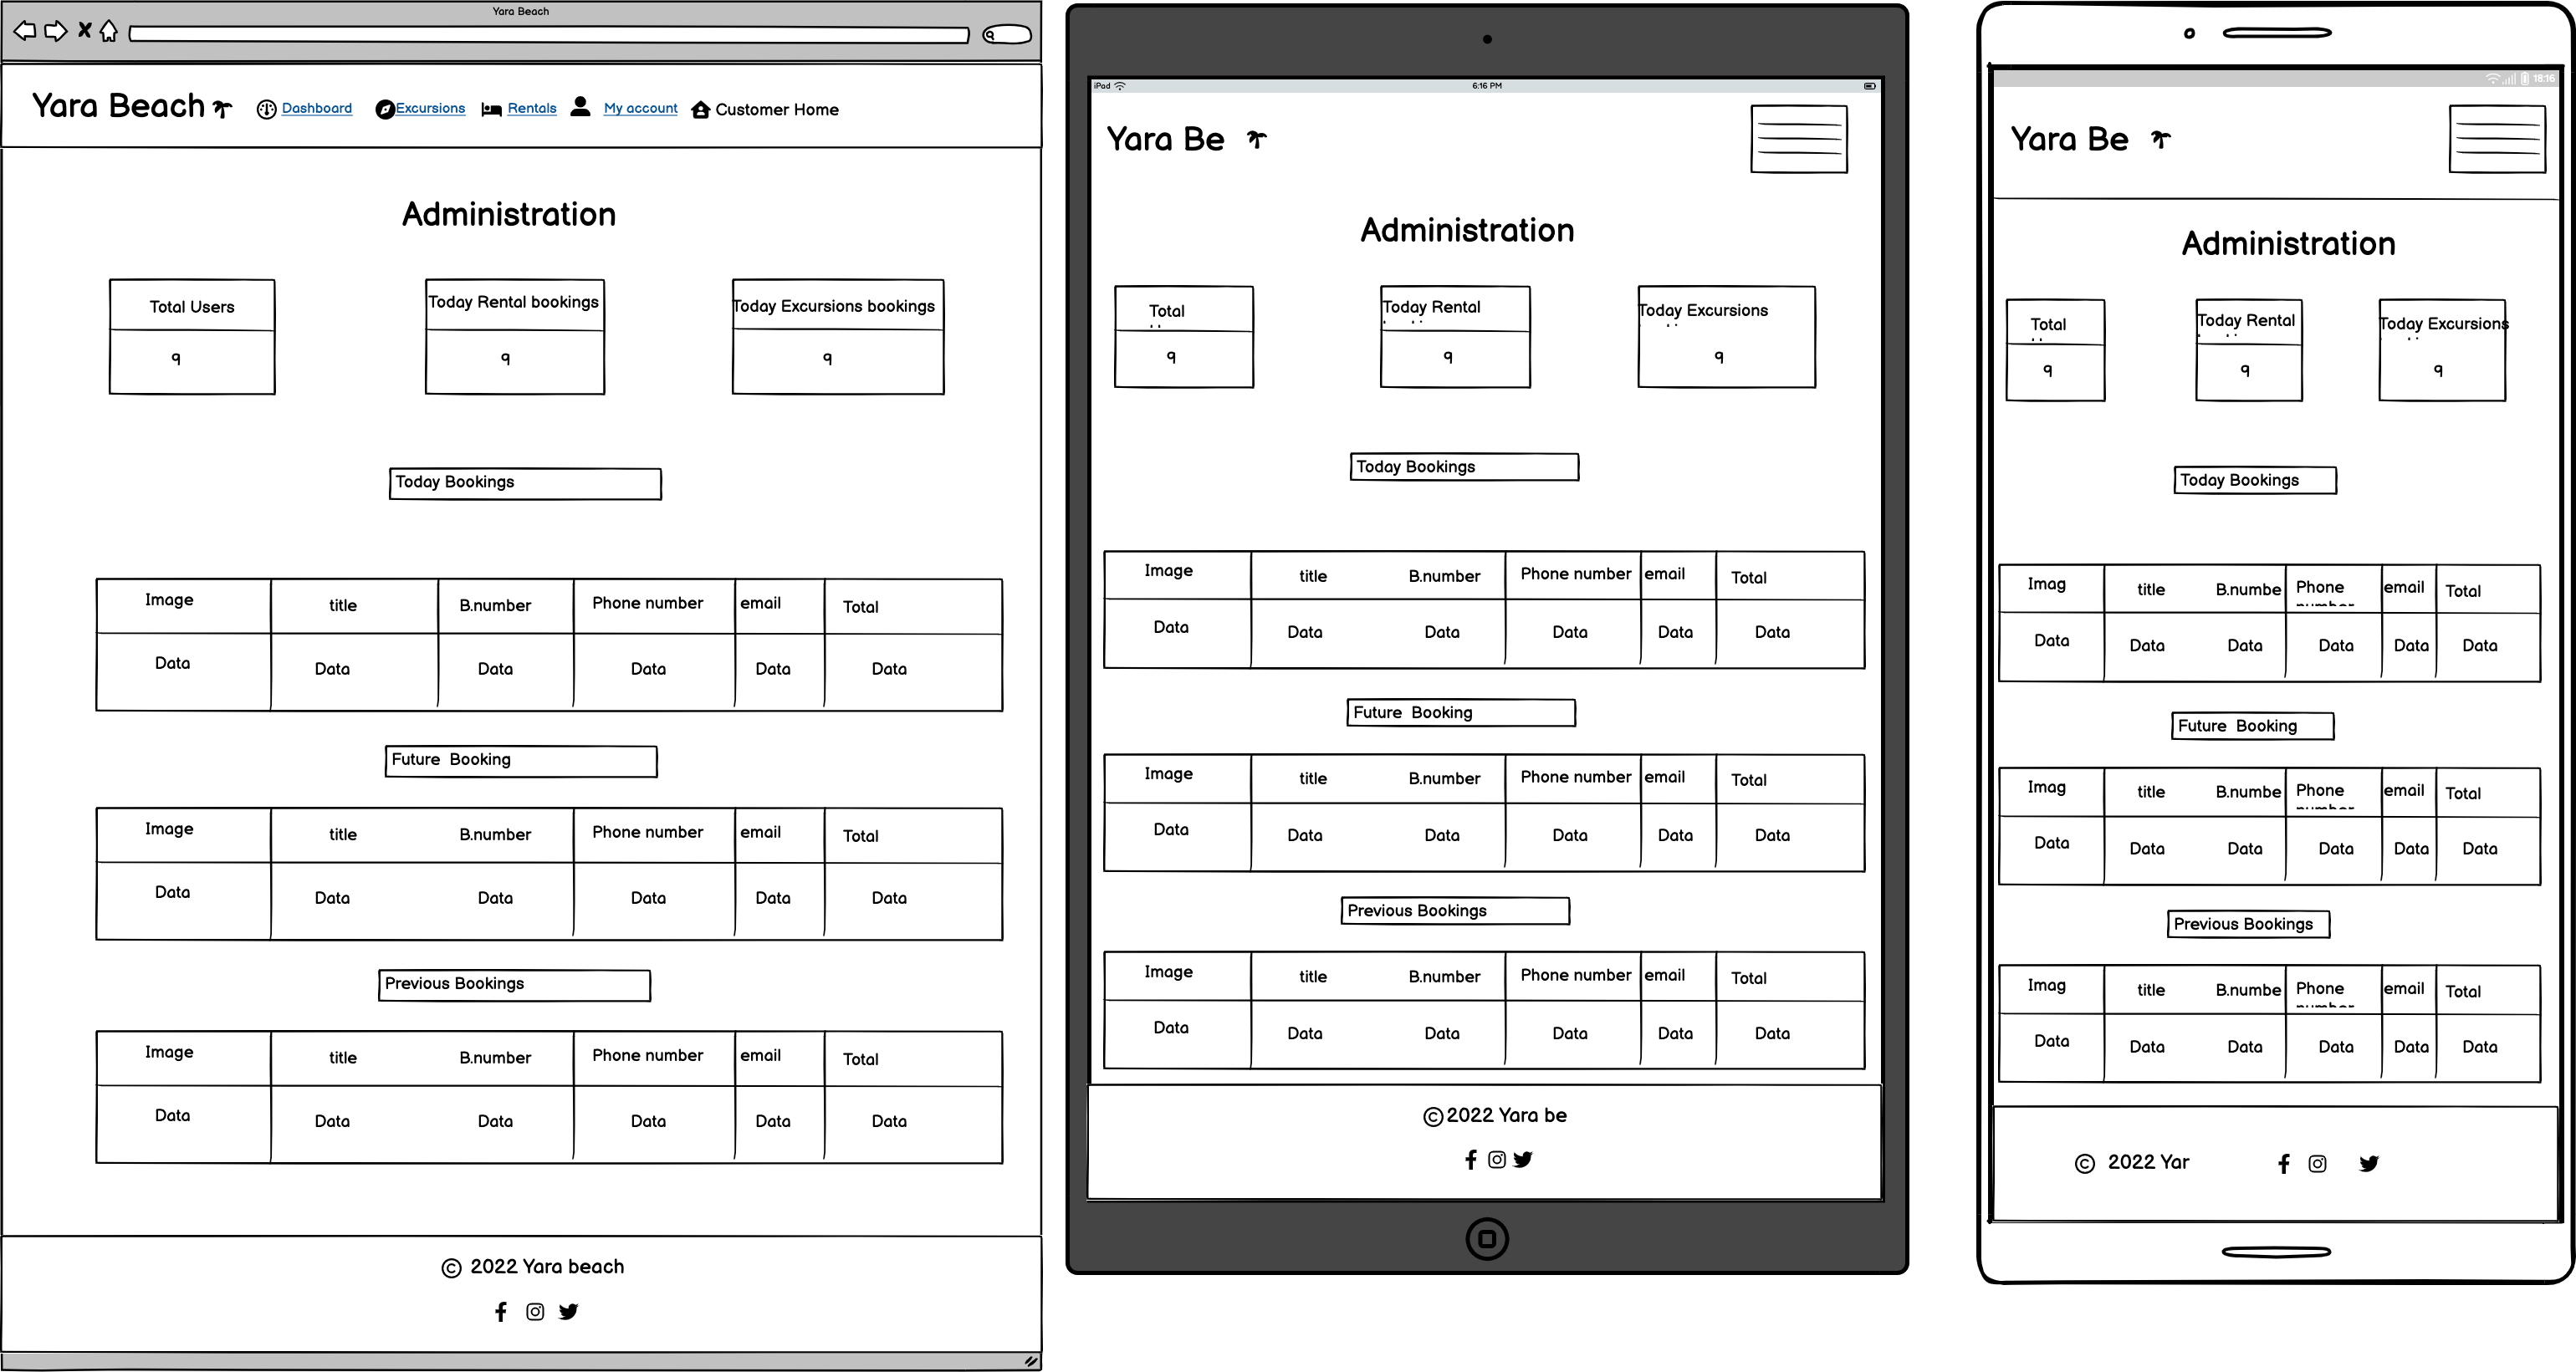 Yara Beach
Yara Beach Dashboard Excursions Rentals My account Customer Home
Administration
Total Users Today Rental bookings Today Excursions bookings
9 9 9
Today Bookings
Image title B.number Phone number email Total
Data Data Data Data Data Data
Future Booking
Image title B.number Phone number email Total
Data Data Data Data Data Data
Previous Bookings
Image title B.number Phone number email Total
Data Data Data Data Data Data
© 2022 Yara beach
iPad 6:16 PM
Yara Be
Administration
Total Today Rental Today Excursions
9 9 9
Today Bookings
Image title B.number Phone number email Total
Data Data Data Data Data Data
Future Booking
Image title B.number Phone number email Total
Data Data Data Data Data Data
Previous Bookings
Image title B.number Phone number email Total
Data Data Data Data Data Data
©2022 Yara be
18:16
Yara Be
Administration
Total Today Rental Today Excursions
9 9 9
Today Bookings
Imag title B.numbe Phone email Total
Data Data Data Data Data Data
Future Booking
Imag title B.numbe Phone email Total
Data Data Data Data Data Data
Previous Bookings
Imag title B.numbe Phone email Total
Data Data Data Data Data Data
© 2022 Yar